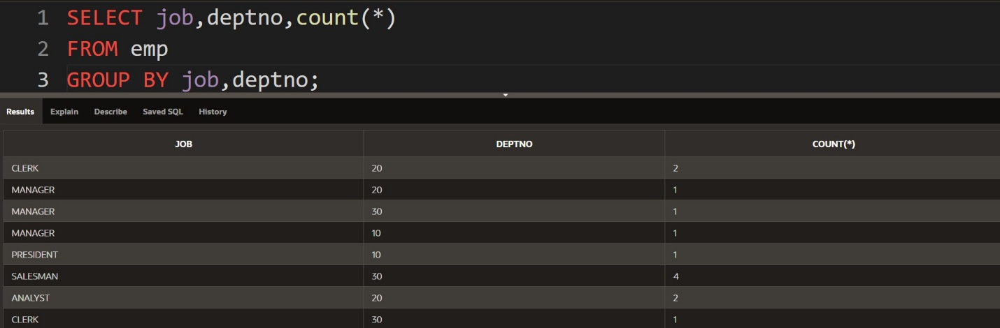 1 SELECT job,deptno,count(*)
2 FROM emp
3 GROUP BY job,deptno;
Results Explain Describe Saved SQL History
JOB DEPTNO COUNT(*)
CLERK 20 2
MANAGER 20 1
MANAGER 30 1
MANAGER 10 1
PRESIDENT 10 1
SALESMAN 30 4
ANALYST 20 2
CLERK 30 1